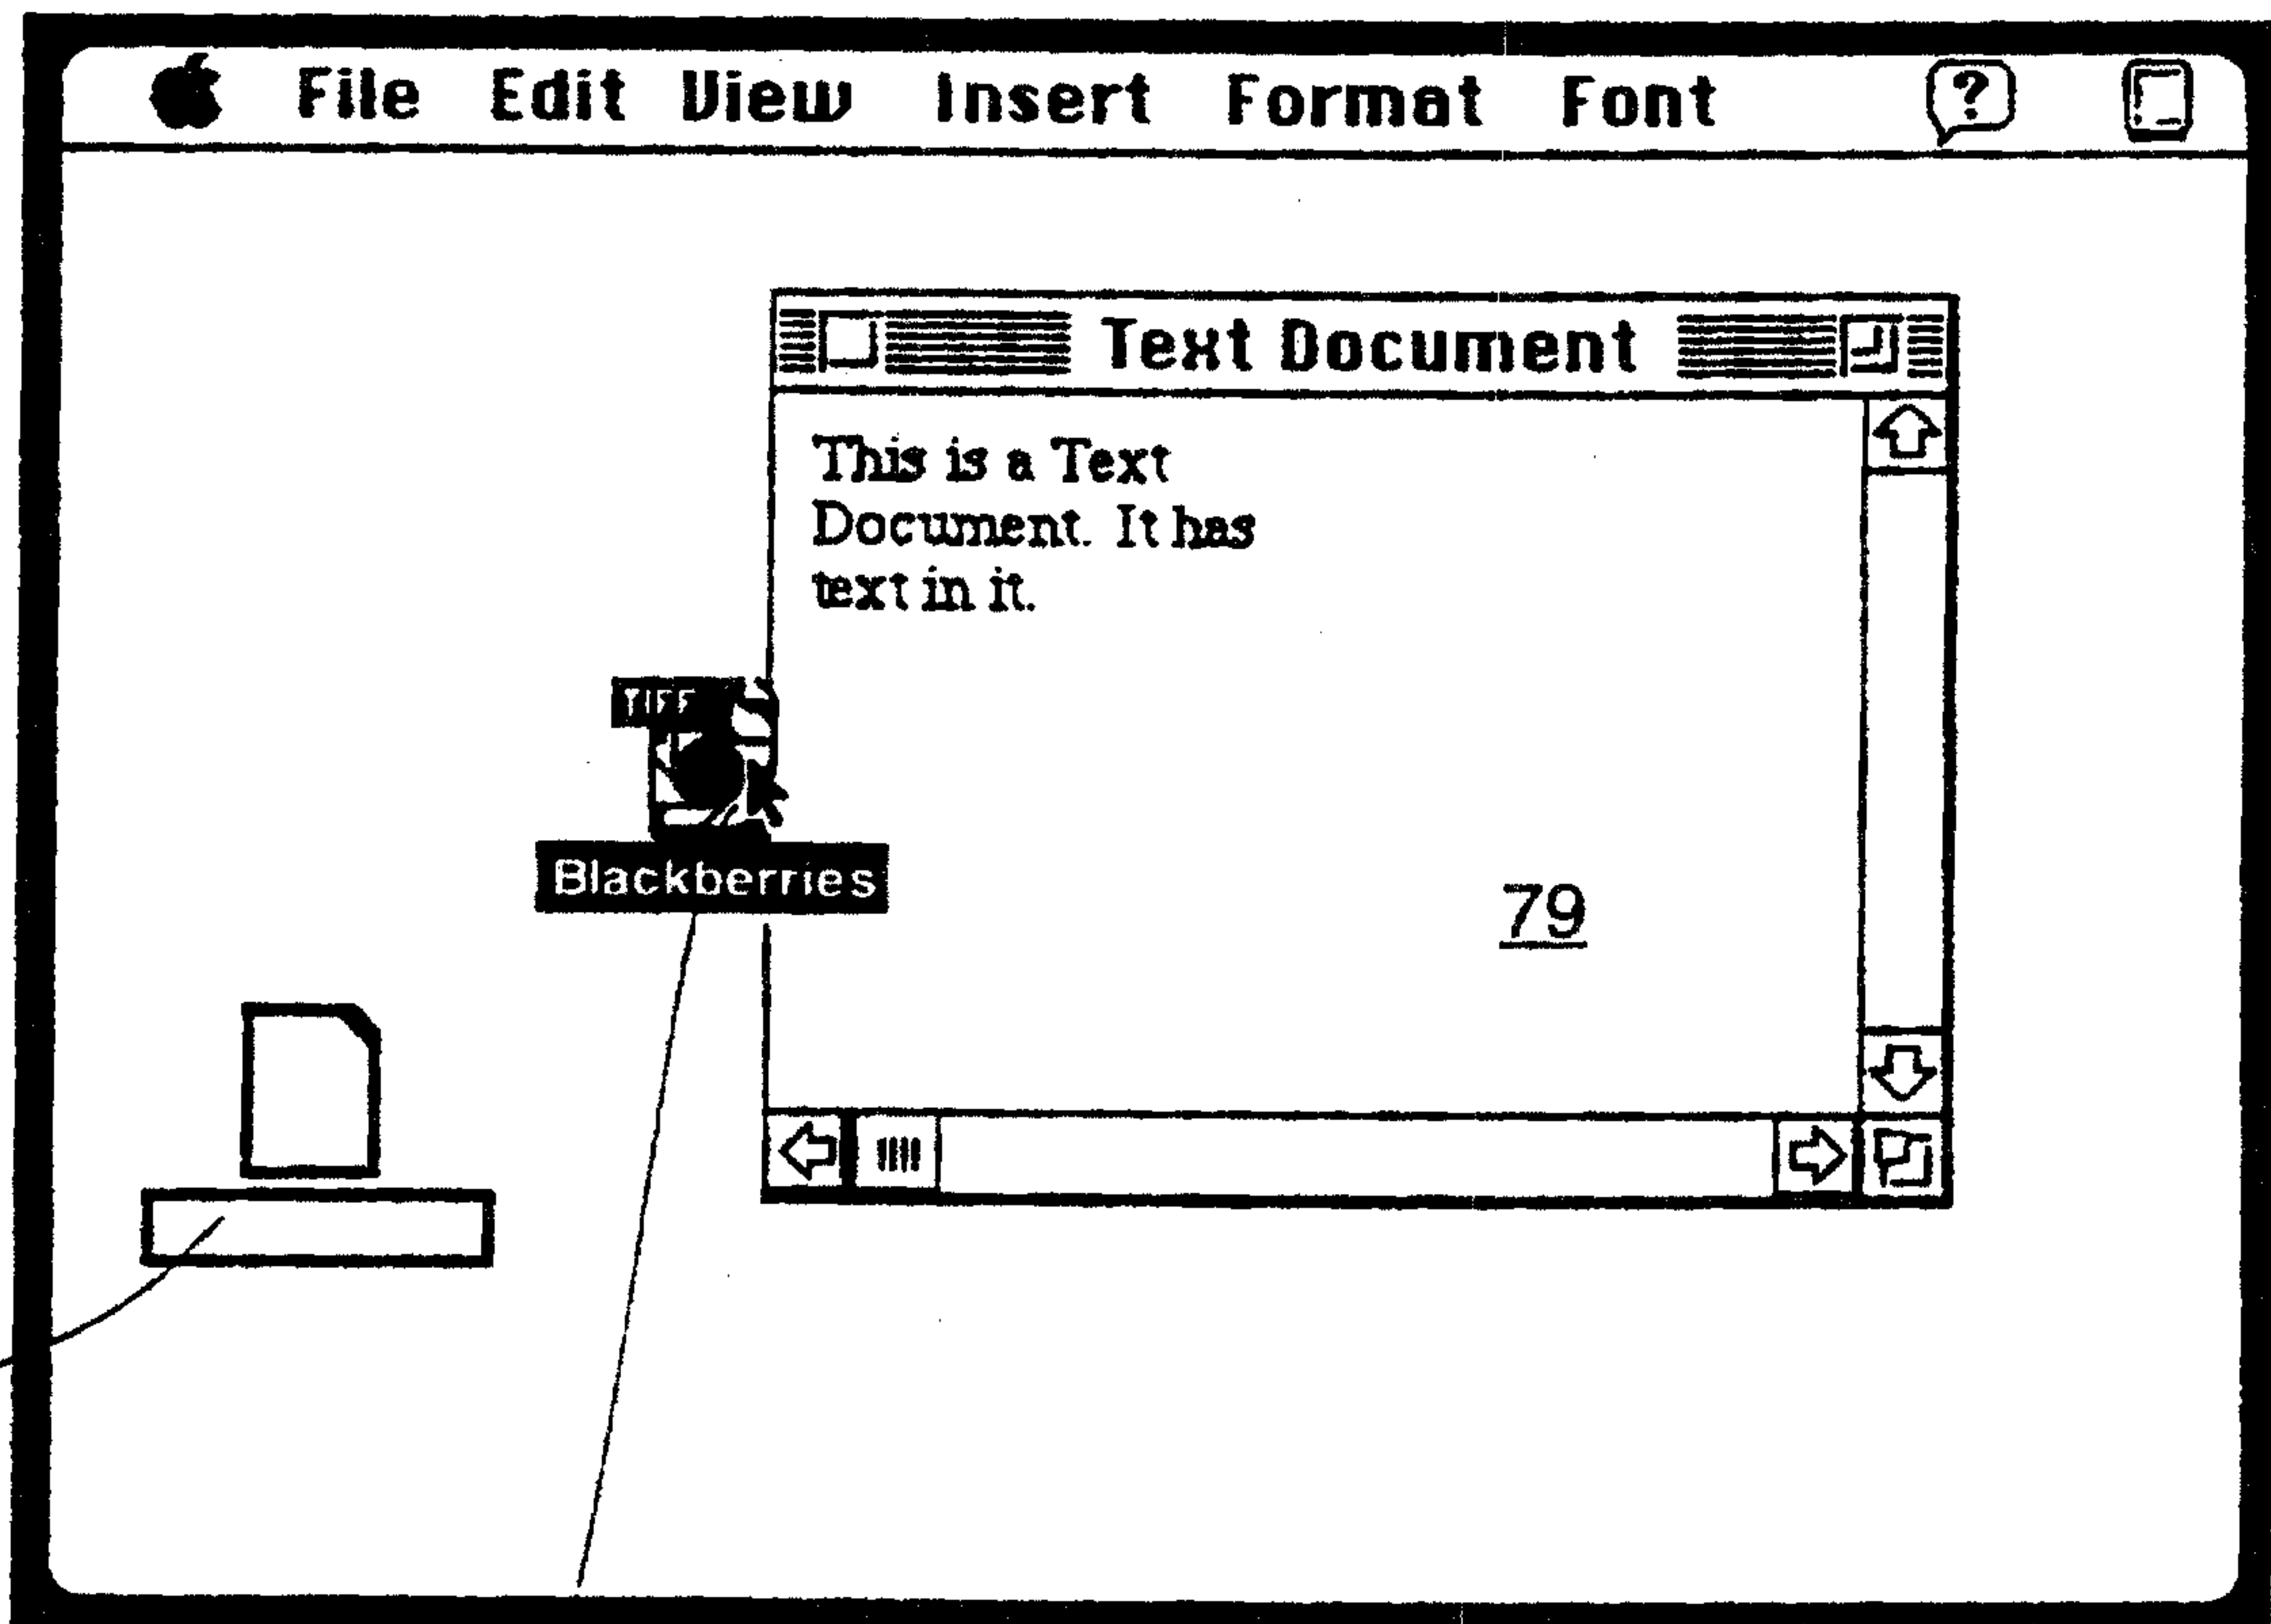 File Edit View Insert Format Font ?
Text Document
This is a Text
Document. It has
text in it.
TIFF
Blackberries
79